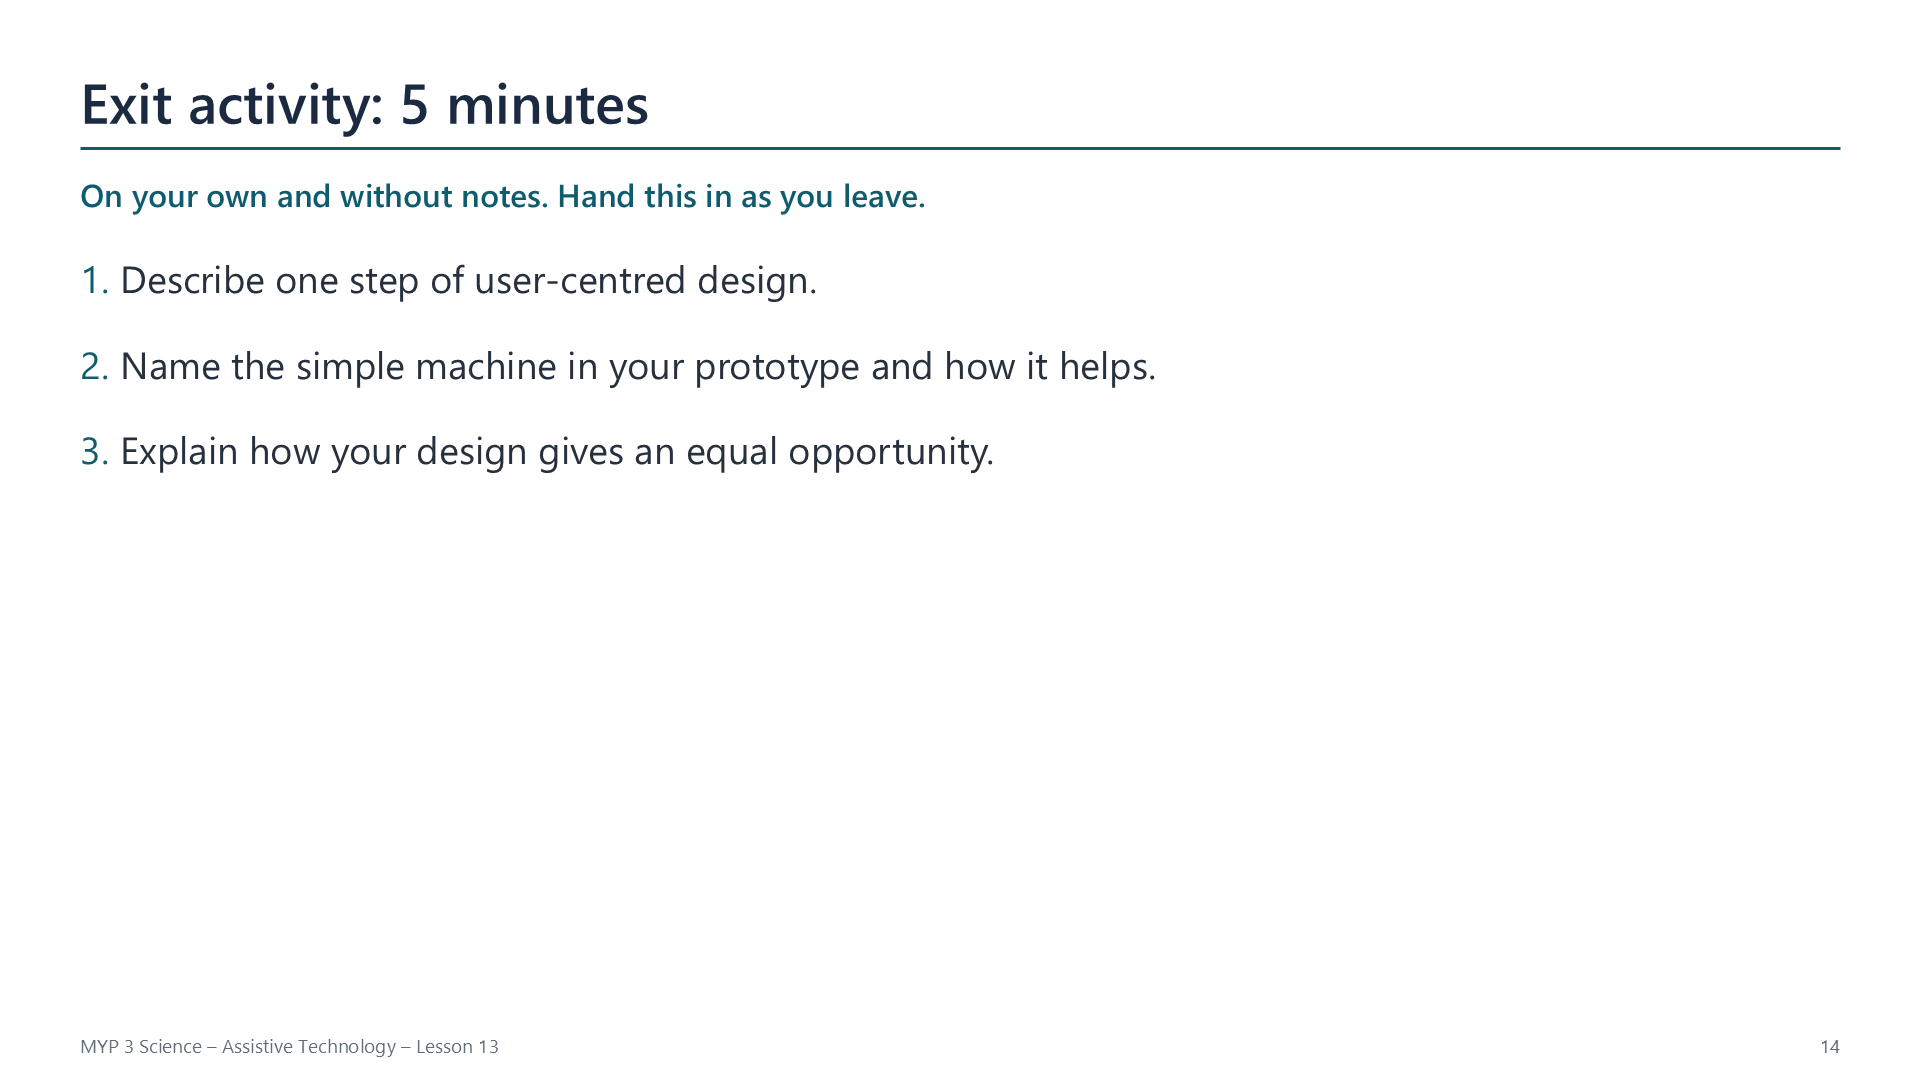 Exit activity: 5 minutes
On your own and without notes. Hand this in as you leave.
1. Describe one step of user-centred design.
2. Name the simple machine in your prototype and how it helps.
3. Explain how your design gives an equal opportunity.
MYP 3 Science – Assistive Technology – Lesson 13
14